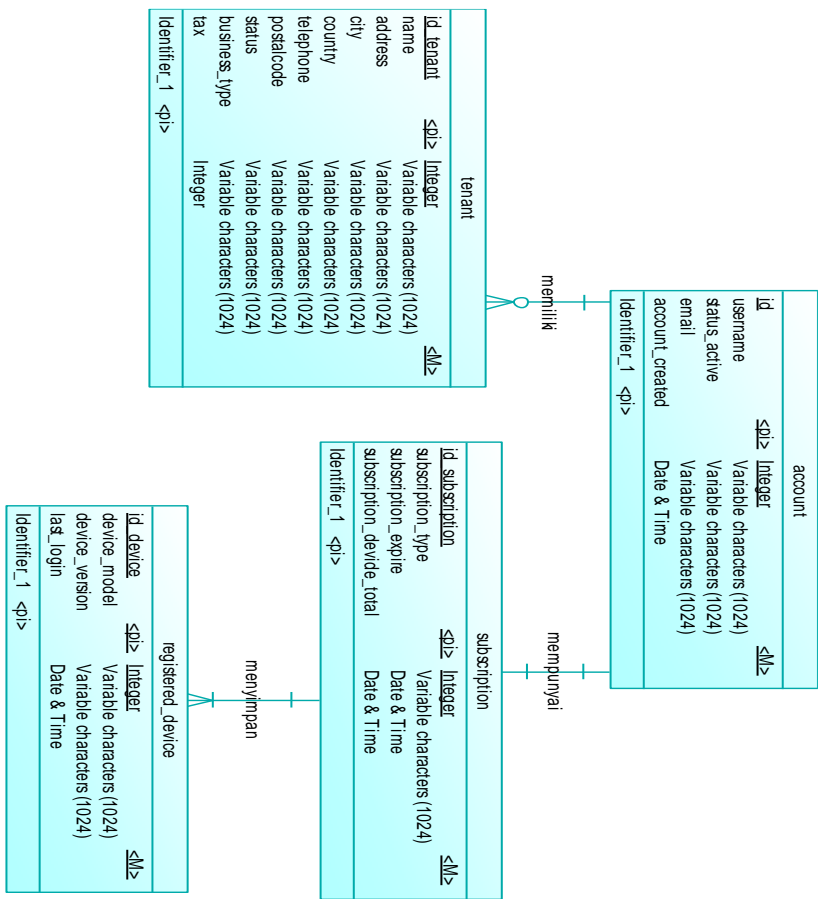 account
id <pi> Integer <M>
username Variable characters (1024)
status_active Variable characters (1024)
email Variable characters (1024)
account_created Date & Time
Identifier_1 <pi>
memiliki
mempunyai
tenant
id_tenant <pi> Integer <M>
name Variable characters (1024)
address Variable characters (1024)
city Variable characters (1024)
country Variable characters (1024)
telephone Variable characters (1024)
postalcode Variable characters (1024)
status Variable characters (1024)
business_type Variable characters (1024)
tax Integer
Identifier_1 <pi>
subscription
id_subscription <pi> Integer <M>
subscription_type Variable characters (1024)
subscription_expire Date & Time
subscription_devide_total Date & Time
Identifier_1 <pi>
menyimpan
registered_device
id_device <pi> Integer <M>
device_model Variable characters (1024)
device_version Variable characters (1024)
last_login Date & Time
Identifier_1 <pi>